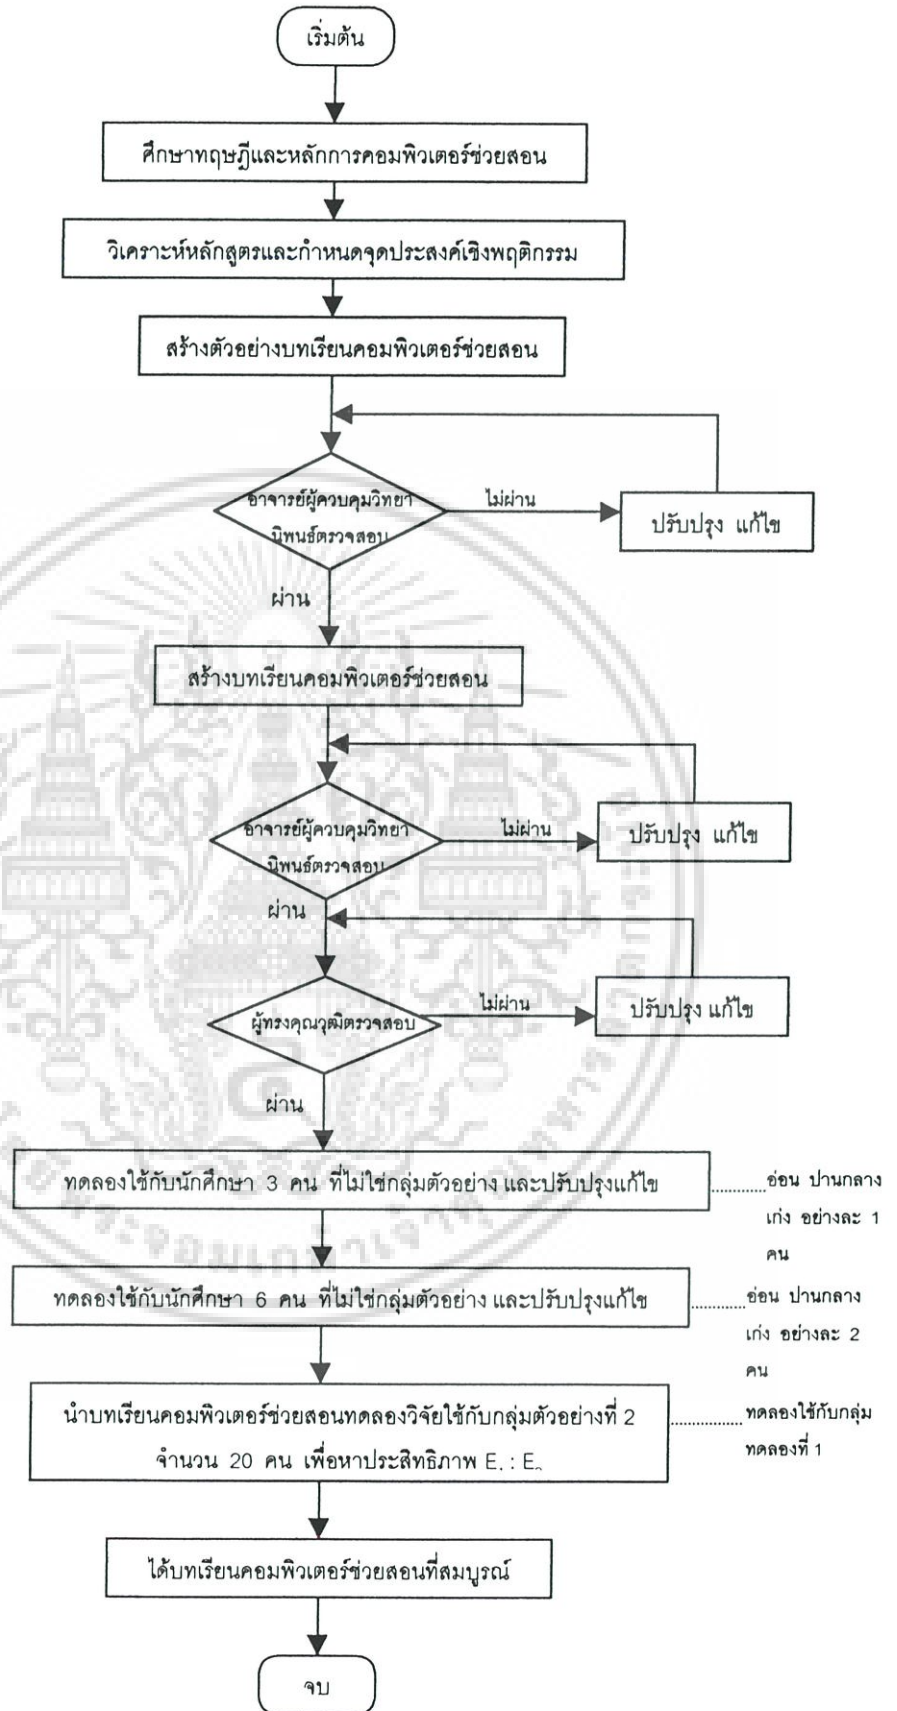 เริ่มต้น
ศึกษาทฤษฎีและหลักการคอมพิวเตอร์ช่วยสอน
วิเคราะห์หลักสูตรและกำหนดจุดประสงค์เชิงพฤติกรรม
สร้างตัวอย่างบทเรียนคอมพิวเตอร์ช่วยสอน
อาจารย์ผู้ควบคุมวิทยา
นิพนธ์ตรวจสอบ
ไม่ผ่าน
ปรับปรุง แก้ไข
ผ่าน
สร้างบทเรียนคอมพิวเตอร์ช่วยสอน
อาจารย์ผู้ควบคุมวิทยา
นิพนธ์ตรวจสอบ
ไม่ผ่าน
ปรับปรุง แก้ไข
ผ่าน
ผู้ทรงคุณวุฒิตรวจสอบ
ไม่ผ่าน
ปรับปรุง แก้ไข
ผ่าน
ทดลองใช้กับนักศึกษา 3 คน ที่ไม่ใช่กลุ่มตัวอย่าง และปรับปรุงแก้ไข
อ่อน ปานกลาง
เก่ง อย่างละ 1
คน
ทดลองใช้กับนักศึกษา 6 คน ที่ไม่ใช่กลุ่มตัวอย่าง และปรับปรุงแก้ไข
อ่อน ปานกลาง
เก่ง อย่างละ 2
คน
นำบทเรียนคอมพิวเตอร์ช่วยสอนทดลองวิจัยใช้กับกลุ่มตัวอย่างที่ 2
จำนวน 20 คน เพื่อหาประสิทธิภาพ E₁ : E₂
ทดลองใช้กับกลุ่ม
ทดลองที่ 1
ได้บทเรียนคอมพิวเตอร์ช่วยสอนที่สมบูรณ์
จบ